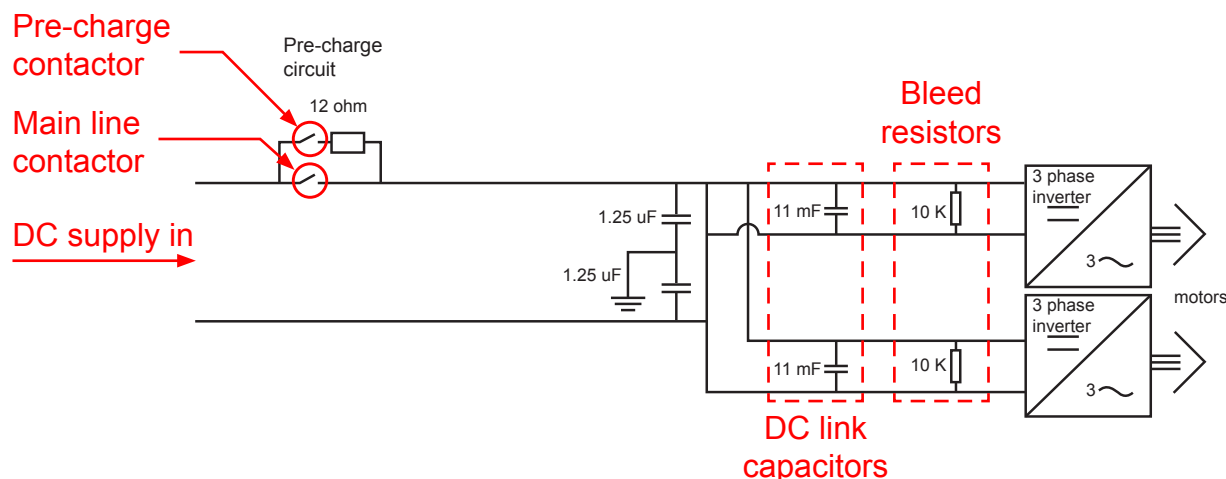 Pre-charge
contactor
Pre-charge
circuit
12 ohm
Main line
contactor
DC supply in
1.25 uF
1.25 uF
Bleed
resistors
11 mF
10 K
3 phase
inverter
3
motors
3 phase
inverter
11 mF
10 K
3
DC link
capacitors